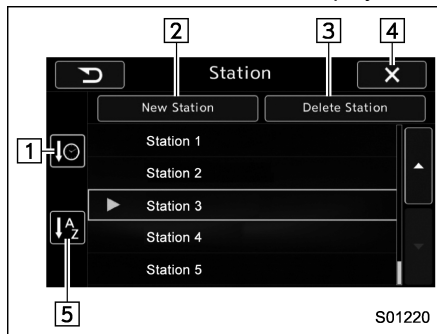 2 3 4
Station
New Station Delete Station
Station 1
1
Station 2
Station 3
A
Z
Station 4
Station 5
5
S01220